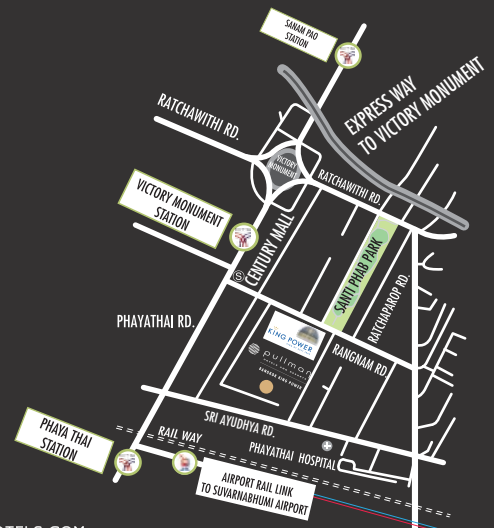 SANAM PAO
STATION
EXPRESS WAY
TO VICTORY MONUMENT
RATCHAWITHI RD.
VICTORY
MONUMENT
RATCHAWITHI RD.
VICTORY MONUMENT
STATION
CENTURY MALL
S
SANTI PHAB PARK
RATCHAPAROP RD.
PHAYATHAI RD.
KING POWER
pullman
BANGKOK KING POWER
RANGNAM RD.
SRI AYUDHYA RD.
PHAYA THAI
STATION
RAIL WAY
PHAYATHAI HOSPITAL
AIRPORT RAIL LINK
TO SUVARNABHUMI AIRPORT